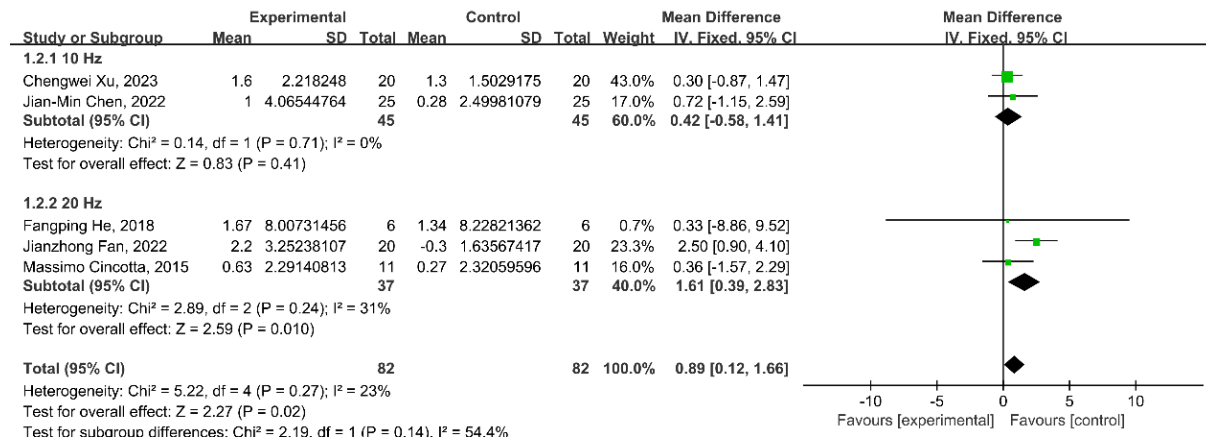 Experimental Control Mean Difference Mean Difference
Study or Subgroup Mean SD Total Mean SD Total Weight IV, Fixed, 95% CI IV, Fixed, 95% CI
1.2.1 10 Hz
Chengwei Xu, 2023 1.6 2.218248 20 1.3 1.5029175 20 43.0% 0.30 [-0.87, 1.47]
Jian-Min Chen, 2022 1 4.06544764 25 0.28 2.49981079 25 17.0% 0.72 [-1.15, 2.59]
Subtotal (95% CI) 45 45 60.0% 0.42 [-0.58, 1.41]
Heterogeneity: Chi² = 0.14, df = 1 (P = 0.71); I² = 0%
Test for overall effect: Z = 0.83 (P = 0.41)
1.2.2 20 Hz
Fangping He, 2018 1.67 8.00731456 6 1.34 8.22821362 6 0.7% 0.33 [-8.86, 9.52]
Jianzhong Fan, 2022 2.2 3.25238107 20 -0.3 1.63567417 20 23.3% 2.50 [0.90, 4.10]
Massimo Cincotta, 2015 0.63 2.29140813 11 0.27 2.32059596 11 16.0% 0.36 [-1.57, 2.29]
Subtotal (95% CI) 37 37 40.0% 1.61 [0.39, 2.83]
Heterogeneity: Chi² = 2.89, df = 2 (P = 0.24); I² = 31%
Test for overall effect: Z = 2.59 (P = 0.010)
Total (95% CI) 82 82 100.0% 0.89 [0.12, 1.66]
Heterogeneity: Chi² = 5.22, df = 4 (P = 0.27); I² = 23%
Test for overall effect: Z = 2.27 (P = 0.02)
Test for subgroup differences: Chi² = 2.19, df = 1 (P = 0.14), I² = 54.4%
-10 -5 0 5 10
Favours [experimental] Favours [control]